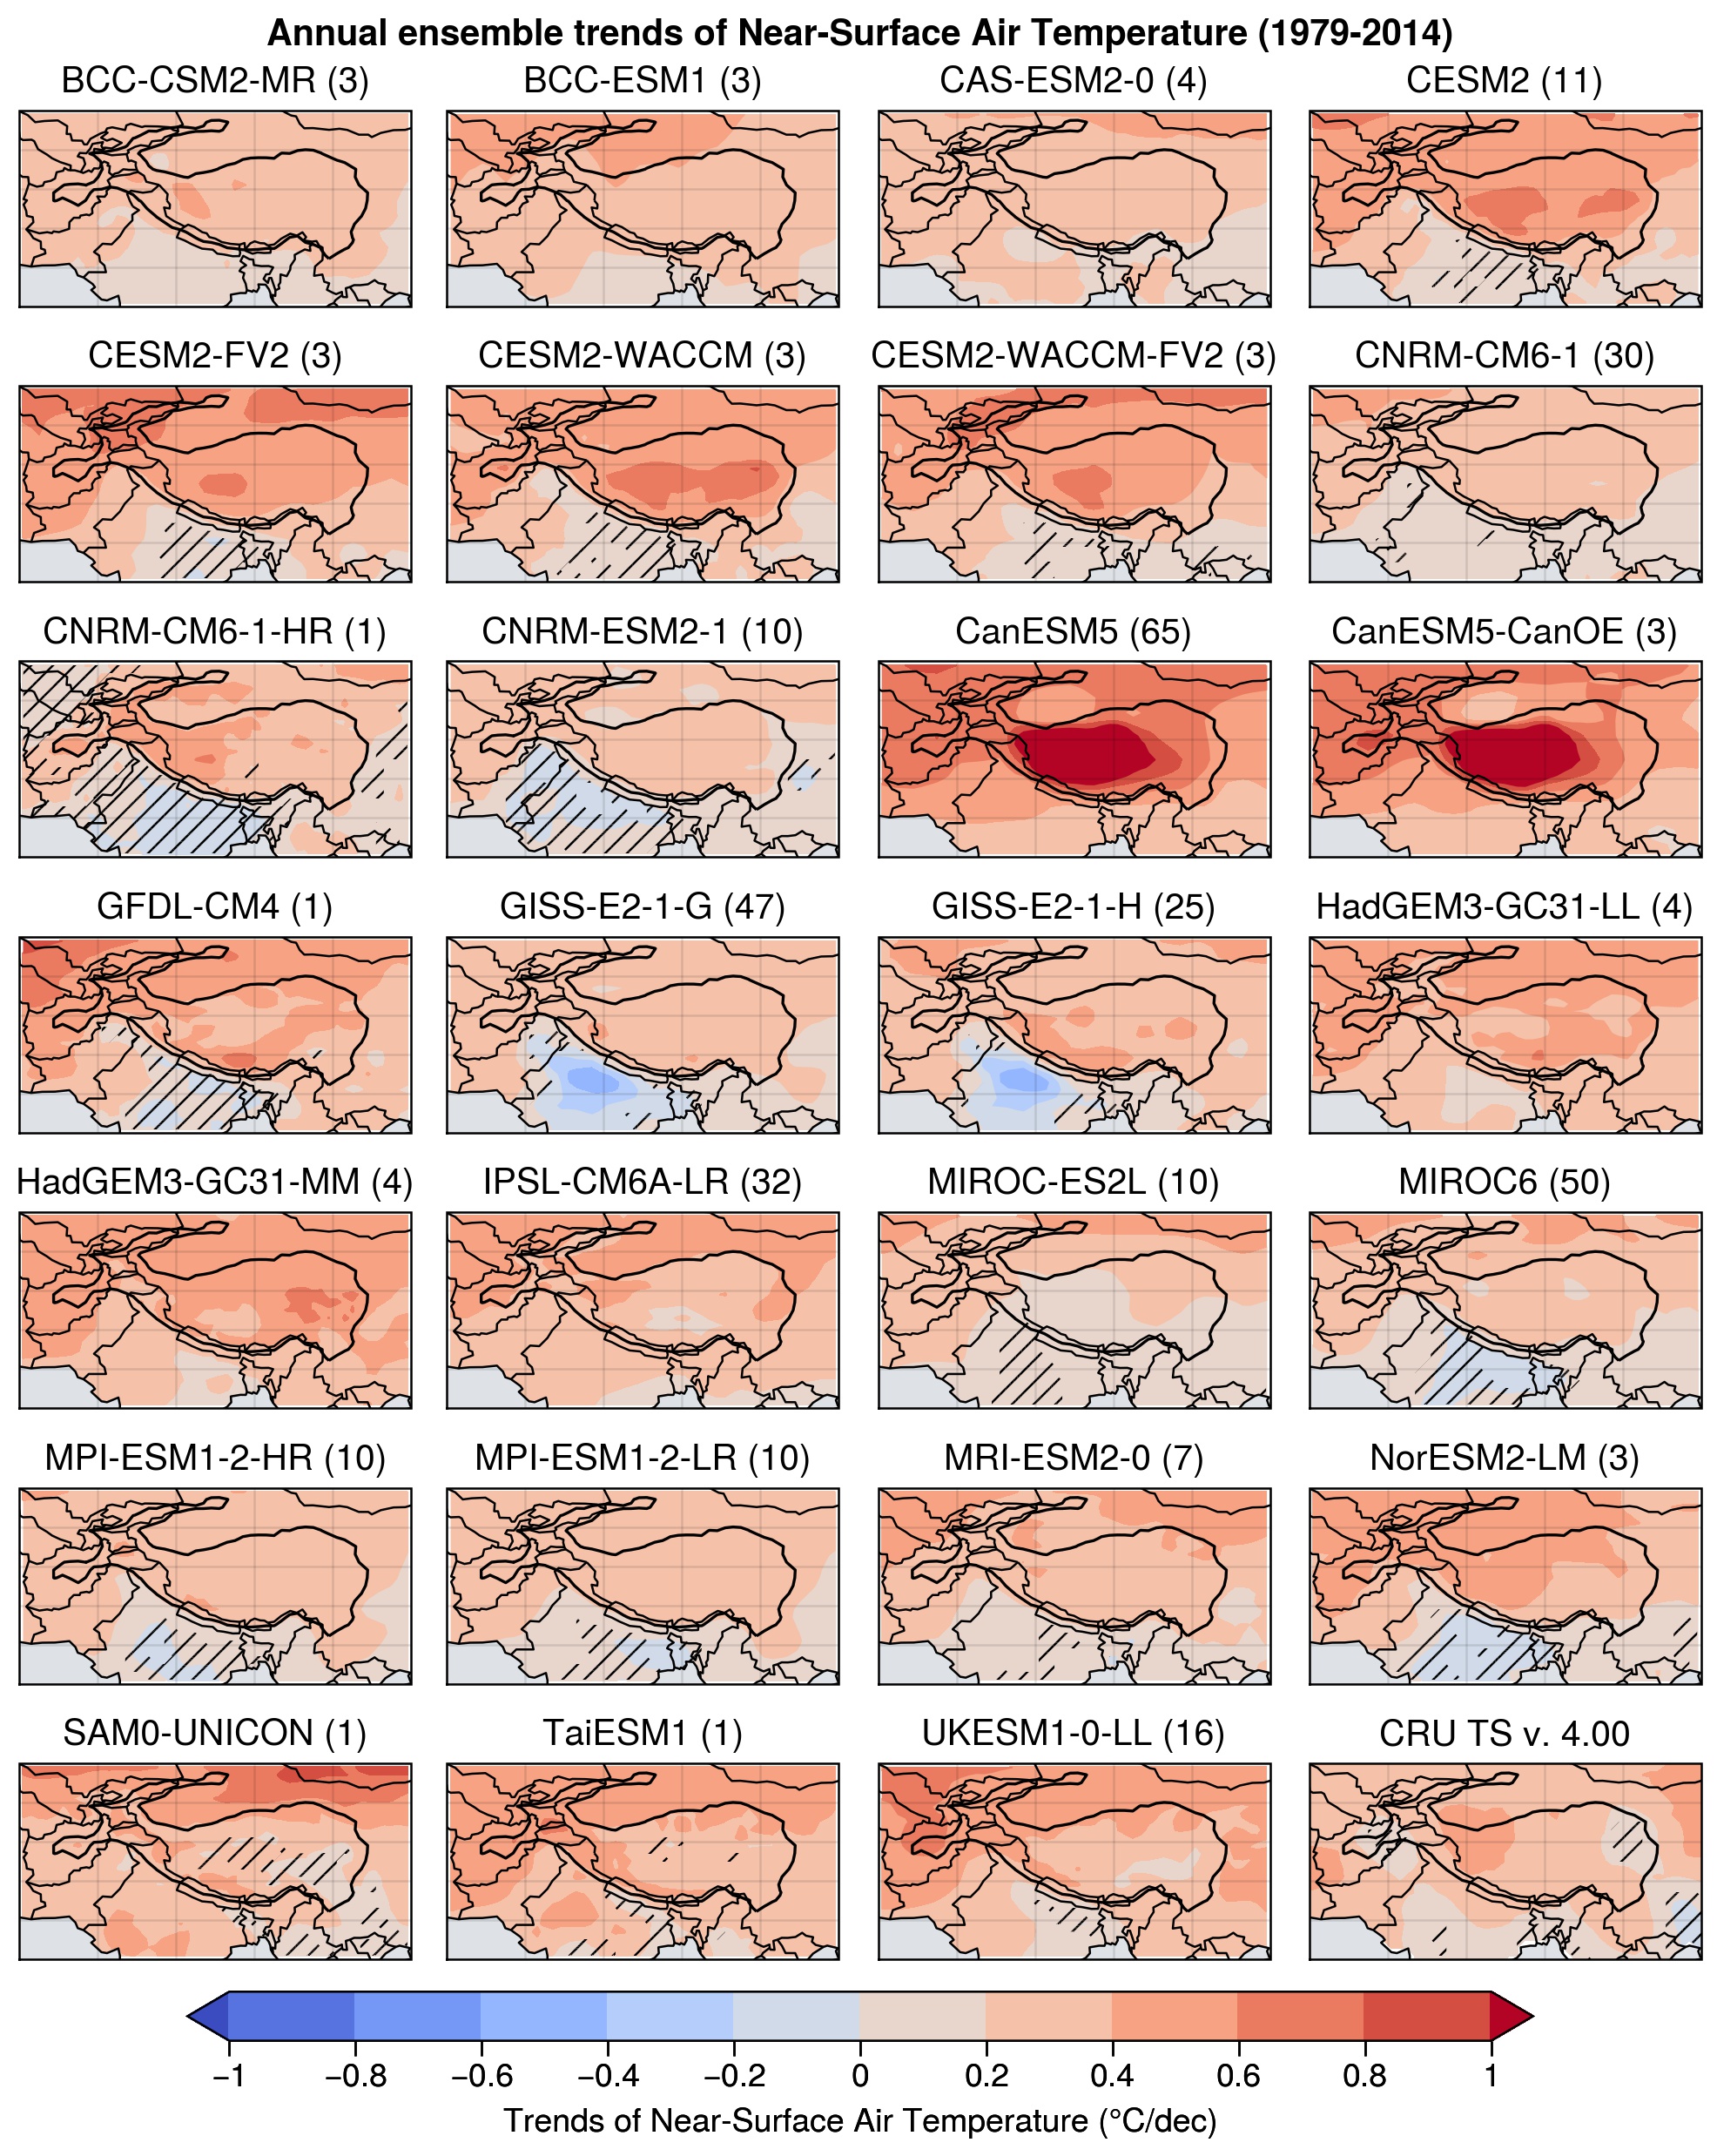 Annual ensemble trends of Near-Surface Air Temperature (1979-2014)
BCC-CSM2-MR (3)
BCC-ESM1 (3)
CAS-ESM2-0 (4)
CESM2 (11)
CESM2-FV2 (3)
CESM2-WACCM (3)
CESM2-WACCM-FV2 (3)
CNRM-CM6-1 (30)
CNRM-CM6-1-HR (1)
CNRM-ESM2-1 (10)
CanESM5 (65)
CanESM5-CanOE (3)
GFDL-CM4 (1)
GISS-E2-1-G (47)
GISS-E2-1-H (25)
HadGEM3-GC31-LL (4)
HadGEM3-GC31-MM (4)
IPSL-CM6A-LR (32)
MIROC-ES2L (10)
MIROC6 (50)
MPI-ESM1-2-HR (10)
MPI-ESM1-2-LR (10)
MRI-ESM2-0 (7)
NorESM2-LM (3)
SAM0-UNICON (1)
TaiESM1 (1)
UKESM1-0-LL (16)
CRU TS v. 4.00
−1 −0.8 −0.6 −0.4 −0.2 0 0.2 0.4 0.6 0.8 1
Trends of Near-Surface Air Temperature (°C/dec)